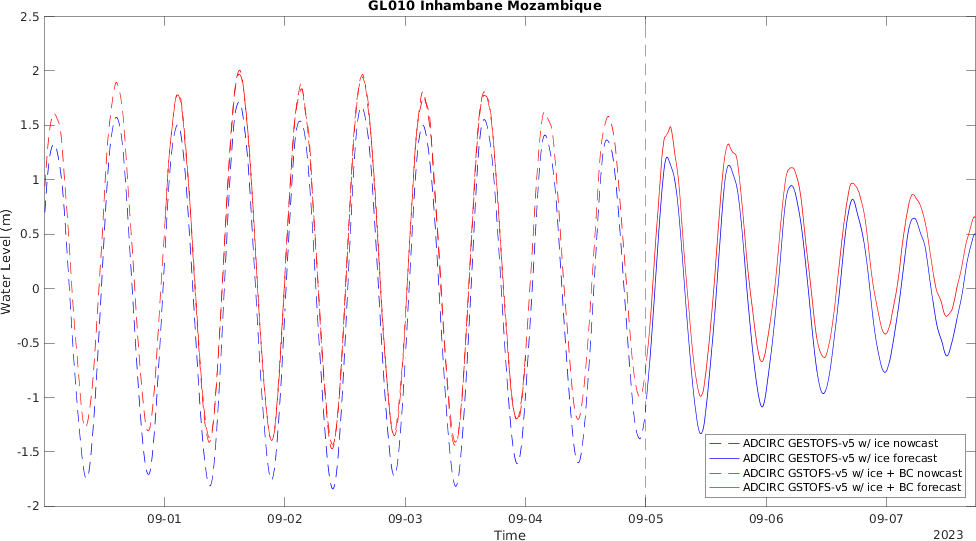 GL010 Inhambane Mozambique
2.5
2
1.5
1
0.5
0
-0.5
-1
-1.5
-2
Water Level (m)
09-01 09-02 09-03 09-04 09-05 09-06 09-07
Time
2023
ADCIRC GESTOFS-v5 w/ ice nowcast
ADCIRC GESTOFS-v5 w/ ice forecast
ADCIRC GSTOFS-v5 w/ ice + BC nowcast
ADCIRC GSTOFS-v5 w/ ice + BC forecast